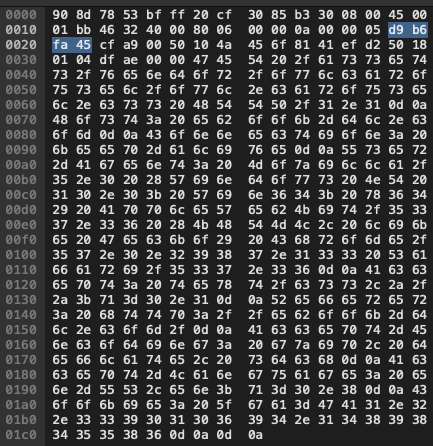 0000 90 8d 78 53 bf ff 20 cf 30 85 b3 30 08 00 45 00
0010 01 bb 46 32 40 00 80 06 00 00 0a 00 00 05 d9 b6
0020 fa 45 cf a9 00 50 10 4a 45 6f 81 41 ef d2 50 18
0030 01 04 df ae 00 00 47 45 54 20 2f 61 73 73 65 74
0040 73 2f 76 65 6e 64 6f 72 2f 6f 77 6c 63 61 72 6f
0050 75 73 65 6c 2f 6f 77 6c 2e 63 61 72 6f 75 73 65
0060 6c 2e 63 73 73 20 48 54 54 50 2f 31 2e 31 0d 0a
0070 48 6f 73 74 3a 20 65 62 6f 6f 6b 2d 64 6c 2e 63
0080 6f 6d 0d 0a 43 6f 6e 6e 65 63 74 69 6f 6e 3a 20
0090 6b 65 65 70 2d 61 6c 69 76 65 0d 0a 55 73 65 72
00a0 2d 41 67 65 6e 74 3a 20 4d 6f 7a 69 6c 6c 61 2f
00b0 35 2e 30 20 28 57 69 6e 64 6f 77 73 20 4e 54 20
00c0 31 30 2e 30 3b 20 57 69 6e 36 34 3b 20 78 36 34
00d0 29 20 41 70 70 6c 65 57 65 62 4b 69 74 2f 35 33
00e0 37 2e 33 36 20 28 4b 48 54 4d 4c 2c 20 6c 69 6b
00f0 65 20 47 65 63 6b 6f 29 20 43 68 72 6f 6d 65 2f
0100 35 37 2e 30 2e 32 39 38 37 2e 31 33 33 20 53 61
0110 66 61 72 69 2f 35 33 37 2e 33 36 0d 0a 41 63 63
0120 65 70 74 3a 20 74 65 78 74 2f 63 73 73 2c 2a 2f
0130 2a 3b 71 3d 30 2e 31 0d 0a 52 65 66 65 72 65 72
0140 3a 20 68 74 74 70 3a 2f 2f 65 62 6f 6f 6b 2d 64
0150 6c 2e 63 6f 6d 2f 0d 0a 41 63 63 65 70 74 2d 45
0160 6e 63 6f 64 69 6e 67 3a 20 67 7a 69 70 2c 20 64
0170 65 66 6c 61 74 65 2c 20 73 64 63 68 0d 0a 41 63
0180 63 65 70 74 2d 4c 61 6e 67 75 61 67 65 3a 20 65
0190 6e 2d 55 53 2c 65 6e 3b 71 3d 30 2e 38 0d 0a 43
01a0 6f 6f 6b 69 65 3a 20 5f 67 61 3d 47 41 31 2e 32
01b0 2e 33 33 39 30 31 30 36 39 34 2e 31 34 38 39 38
01c0 34 35 35 38 36 0d 0a 0d 0a